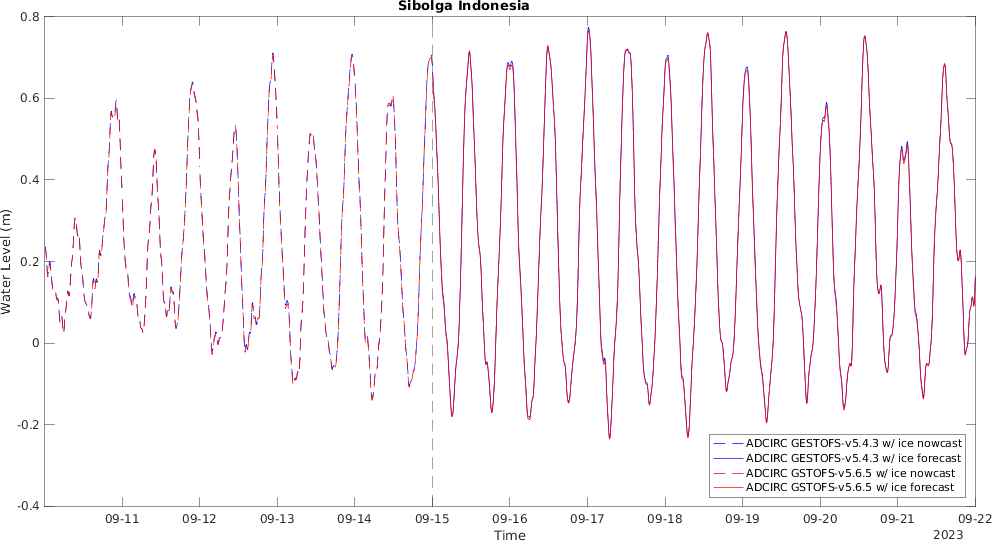 Sibolga Indonesia
0.8
0.6
0.4
0.2
0
-0.2
-0.4
Water Level (m)
ADCIRC GESTOFS-v5.4.3 w/ ice nowcast
ADCIRC GESTOFS-v5.4.3 w/ ice forecast
ADCIRC GSTOFS-v5.6.5 w/ ice nowcast
ADCIRC GSTOFS-v5.6.5 w/ ice forecast
09-11 09-12 09-13 09-14 09-15 09-16 09-17 09-18 09-19 09-20 09-21 09-22
Time
2023